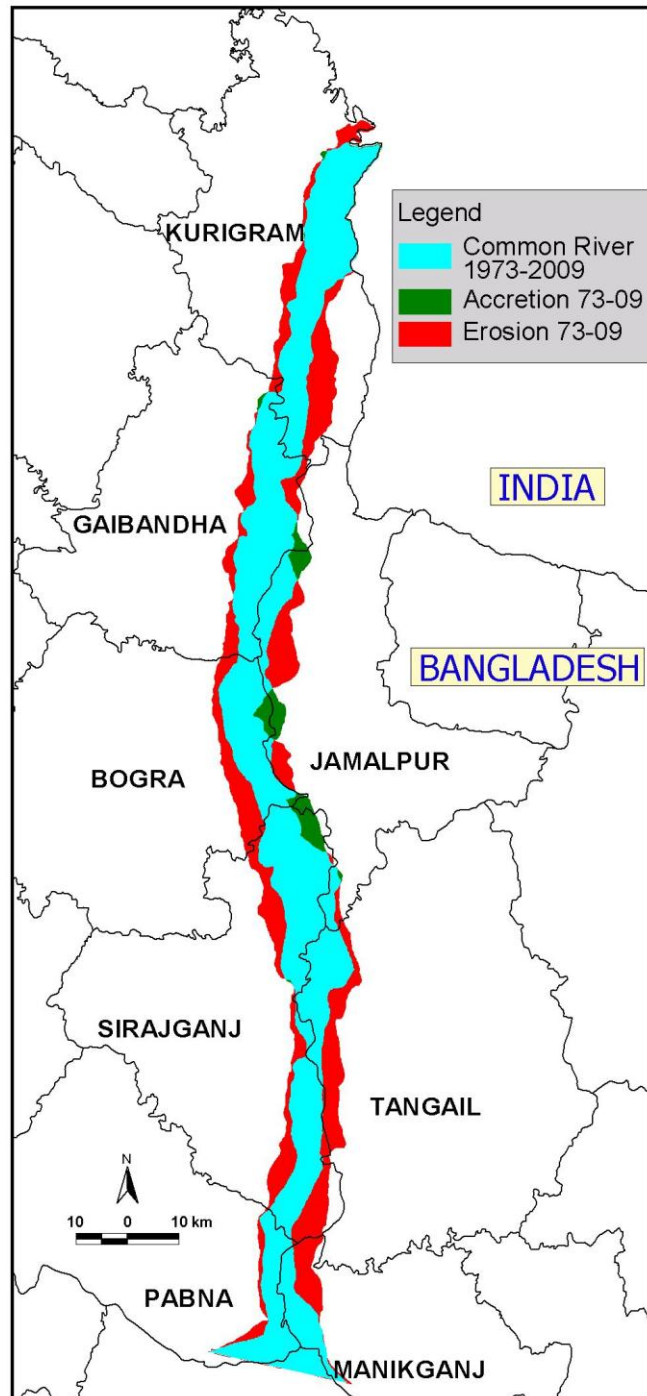 KURIGRAM
Legend
Common River
1973-2009
Accretion 73-09
Erosion 73-09
INDIA
GAIBANDHA
BANGLADESH
JAMALPUR
BOGRA
SIRAJGANJ
TANGAIL
N
10 0 10 km
PABNA
MANIKGANJ